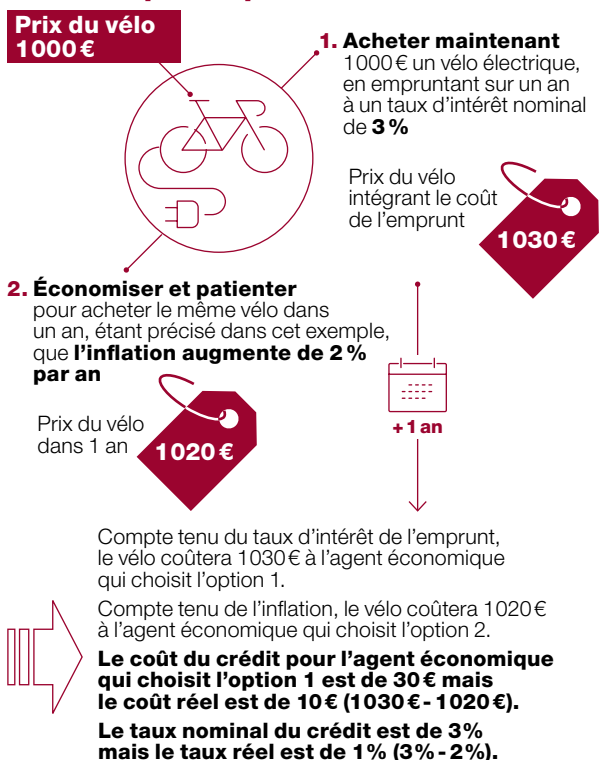 Prix du vélo
1000 €
1. Acheter maintenant
1000 € un vélo électrique,
en empruntant sur un an
à un taux d'intérêt nominal
de 3 %
Prix du vélo
intégrant le coût
de l'emprunt
1030 €
2. Économiser et patienter
pour acheter le même vélo dans
un an, étant précisé dans cet exemple,
que l'inflation augmente de 2 %
par an
Prix du vélo
dans 1 an
1020 €
+ 1 an
Compte tenu du taux d'intérêt de l'emprunt,
le vélo coûtera 1030 € à l'agent économique
qui choisit l'option 1.
Compte tenu de l'inflation, le vélo coûtera 1020 €
à l'agent économique qui choisit l'option 2.
Le coût du crédit pour l'agent économique
qui choisit l'option 1 est de 30 € mais
le coût réel est de 10 € (1030 € - 1020 €).
Le taux nominal du crédit est de 3%
mais le taux réel est de 1% (3% - 2%).